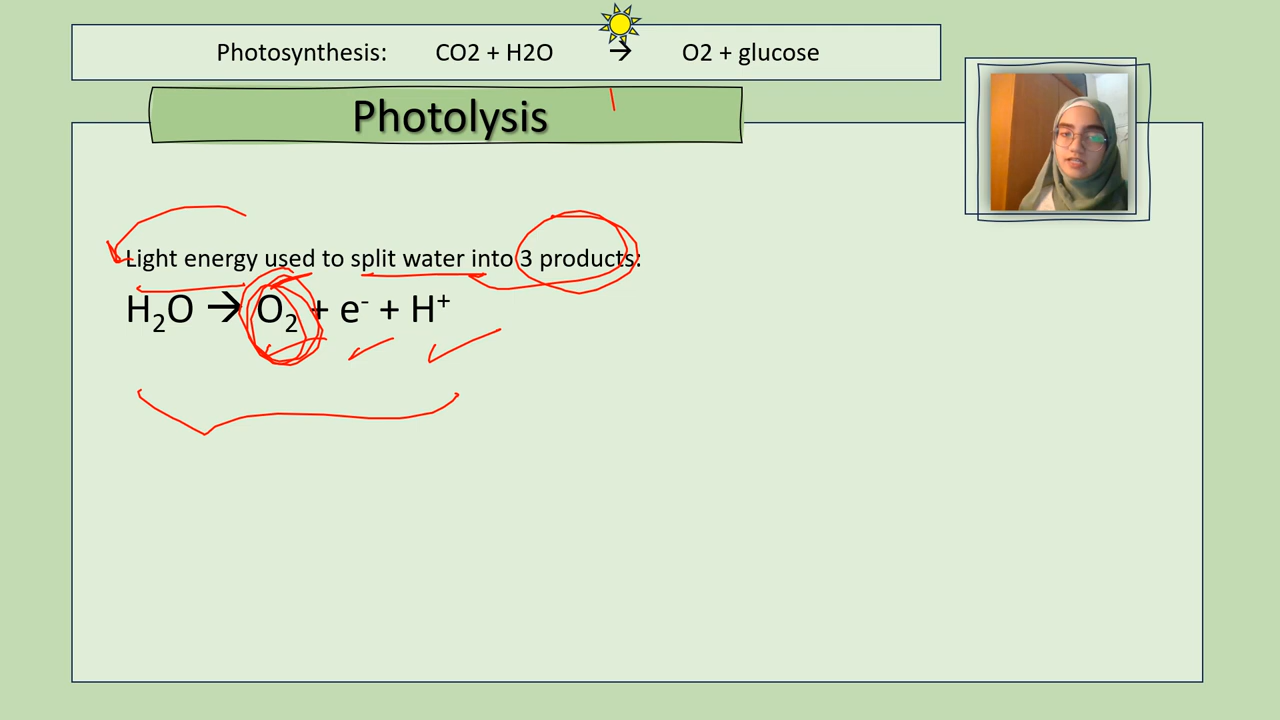 Photosynthesis: CO2 + H2O → O2 + glucose
Photolysis
Light energy used to split water into 3 products:
H₂O → O₂ + e⁻ + H⁺